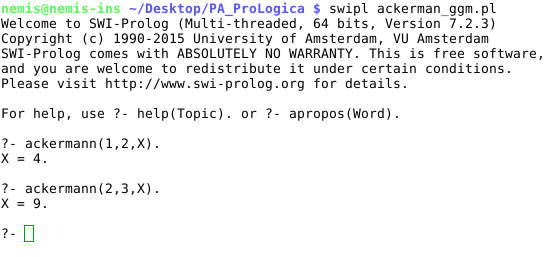 nemis@nemis-ins ~/Desktop/PA_ProLogica $ swipl ackerman_ggm.pl
Welcome to SWI-Prolog (Multi-threaded, 64 bits, Version 7.2.3)
Copyright (c) 1990-2015 University of Amsterdam, VU Amsterdam
SWI-Prolog comes with ABSOLUTELY NO WARRANTY. This is free software,
and you are welcome to redistribute it under certain conditions.
Please visit http://www.swi-prolog.org for details.
For help, use ?- help(Topic). or ?- apropos(Word).
?- ackermann(1,2,X).
X = 4.
?- ackermann(2,3,X).
X = 9.
?-